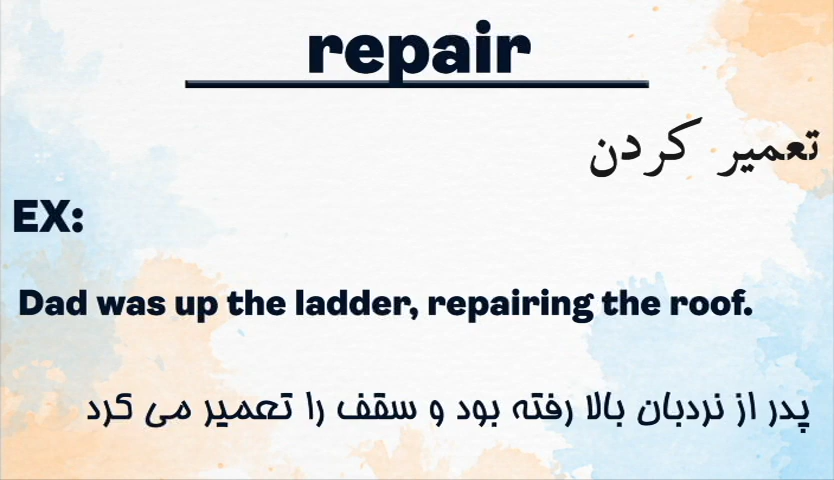 repair
تعمیر کردن
EX:
Dad was up the ladder, repairing the roof.
پدر از نردبان بالا رفته بود و سقف را تعمیر می کرد